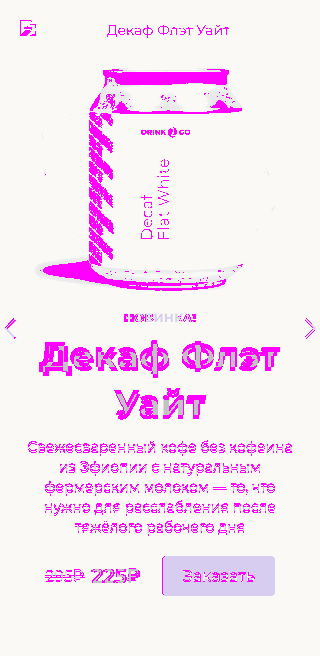 Декаф Флэт Уайт
DRINK GO
Decaf
Flat White
НОВИНКА!
Декаф Флэт
Уайт
Свежесваренный кофе без кофеина
из Эфиопии с натуральным
фермерским молоком — то, что
нужно для расслабления после
тяжёлого рабочего дня
225₽
Заказать